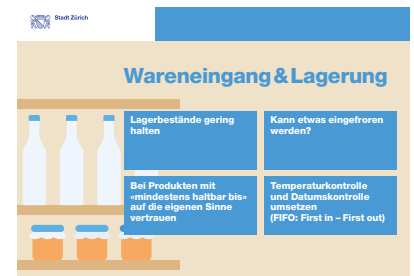 Stadt Zürich
Wareneingang & Lagerung
Lagerbestände gering
halten
Kann etwas eingefroren
werden?
Bei Produkten mit
«mindestens haltbar bis»
auf die eigenen Sinne
vertrauen
Temperaturkontrolle
und Datumskontrolle
umsetzen
(FIFO: First in – First out)